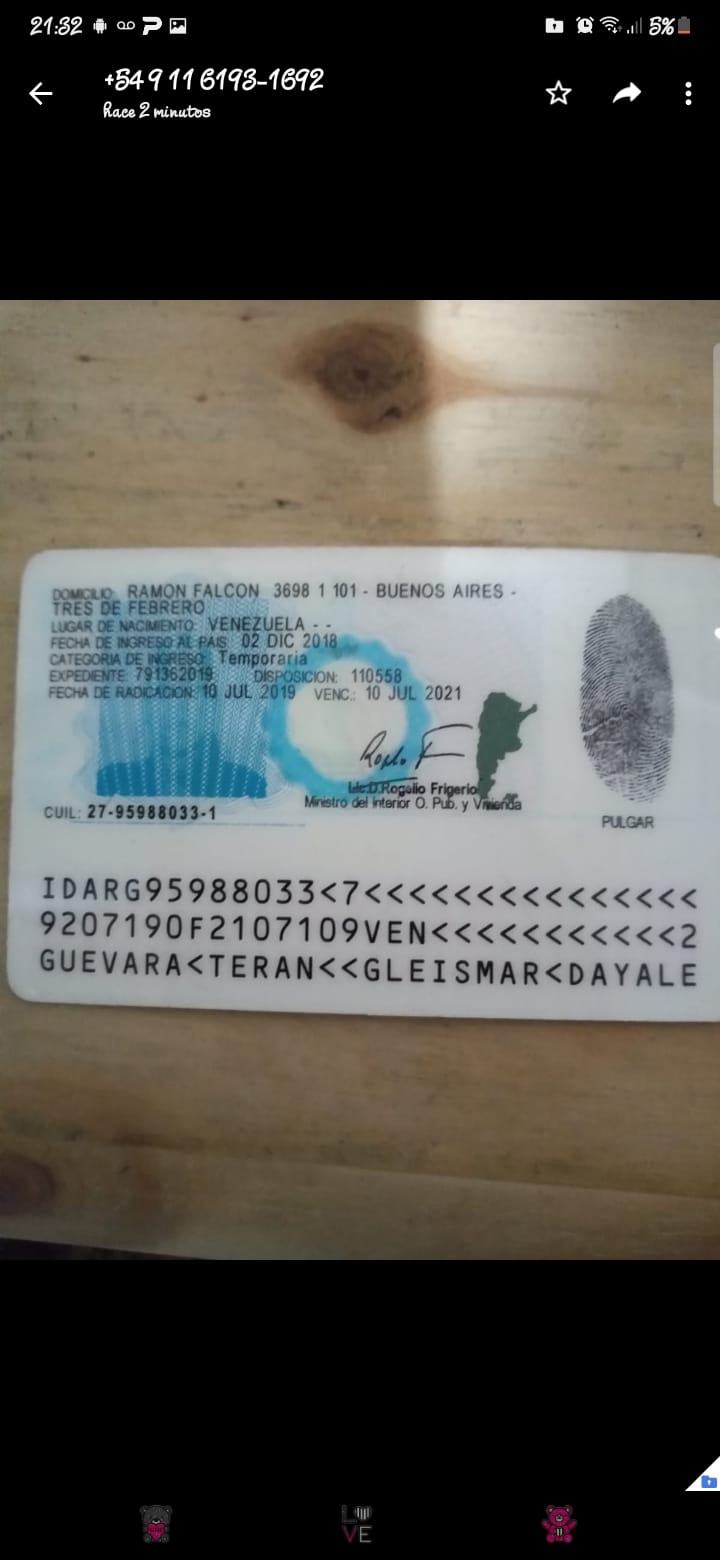 21:32
5%
+54 9 11 6193-1692
hace 2 minutos
DOMICILIO: RAMON FALCON 3698 1 101 - BUENOS AIRES -
TRES DE FEBRERO
LUGAR DE NACIMIENTO: VENEZUELA - -
FECHA DE INGRESO AL PAIS: 02 DIC 2018
CATEGORIA DE INGRESO: Temporaria
EXPEDIENTE: 791362019 DISPOSICION: 110558
FECHA DE RADICACION: 10 JUL 2019 VENC.: 10 JUL 2021
Lic.D.Rogelio Frigerio
Ministro del Interior O. Pub. y Vivienda
CUIL: 27-95988033-1
PULGAR
IDARG95988033<7<<<<<<<<<<<<<<<
9207190F2107109VEN<<<<<<<<<<<2
GUEVARA<TERAN<<GLEISMAR<DAYALE
LOVE